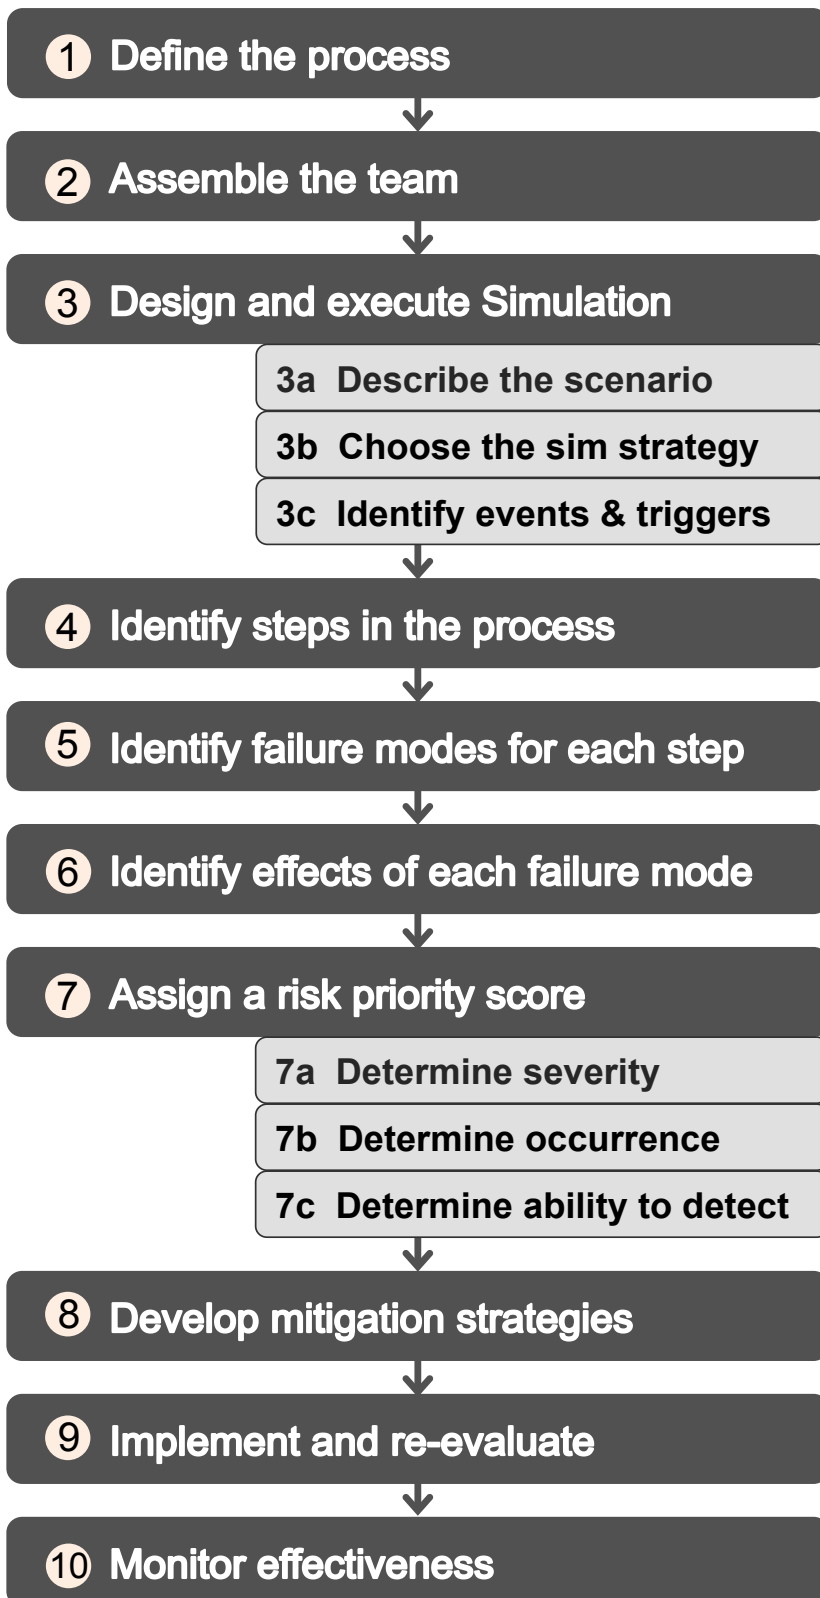 1 Define the process
2 Assemble the team
3 Design and execute Simulation
3a Describe the scenario
3b Choose the sim strategy
3c Identify events & triggers
4 Identify steps in the process
5 Identify failure modes for each step
6 Identify effects of each failure mode
7 Assign a risk priority score
7a Determine severity
7b Determine occurrence
7c Determine ability to detect
8 Develop mitigation strategies
9 Implement and re-evaluate
10 Monitor effectiveness